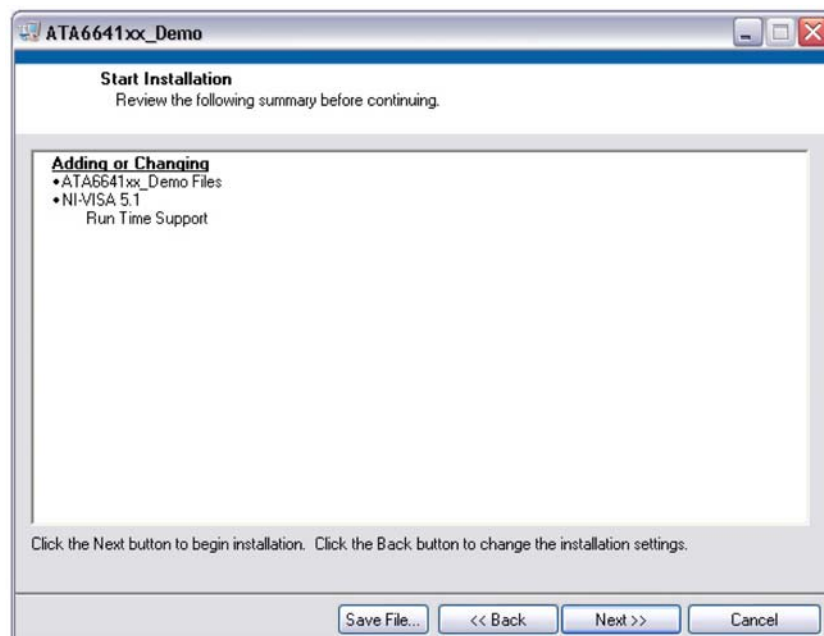 ATA6641xx_Demo
Start Installation
Review the following summary before continuing.
Adding or Changing
•ATA6641xx_Demo Files
•NI-VISA 5.1
Run Time Support
Click the Next button to begin installation. Click the Back button to change the installation settings.
Save File... << Back Next >> Cancel